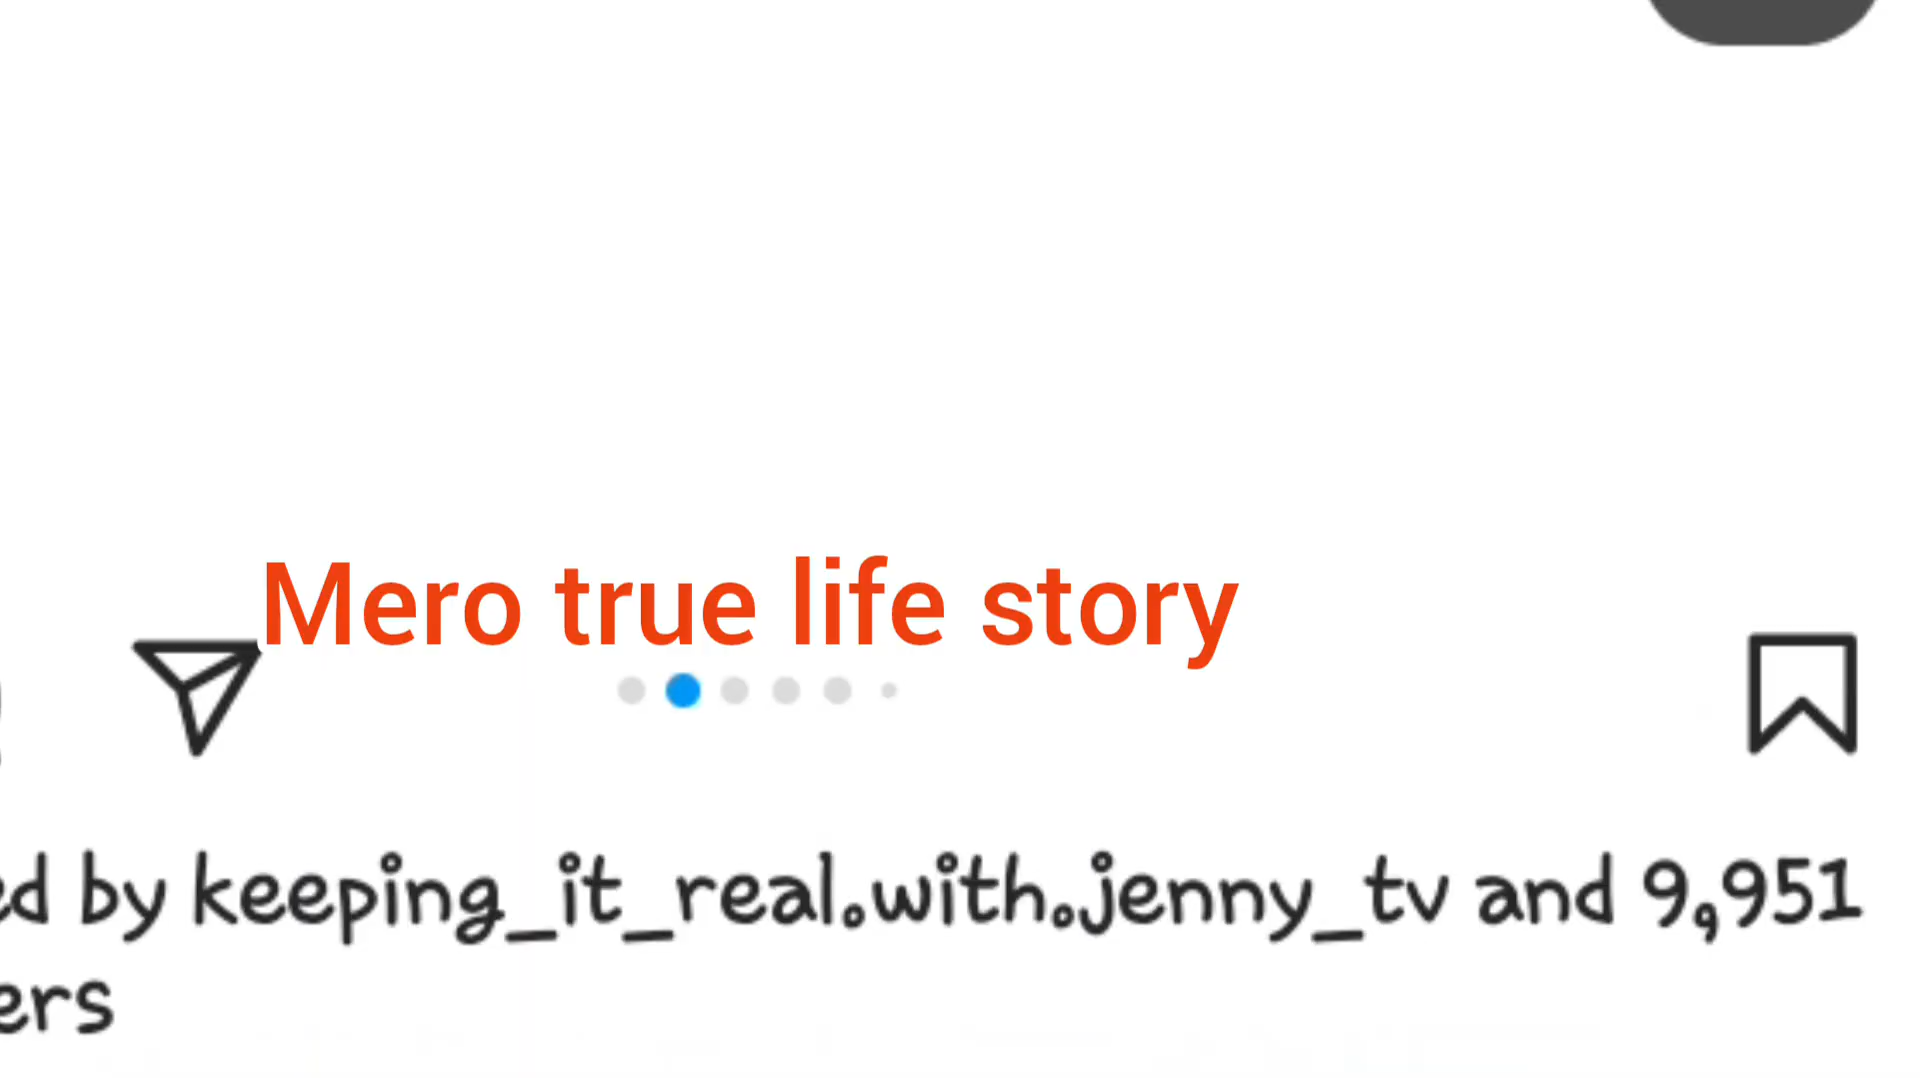 Mero true life story
ed by keeping_it_real.with.jenny_tv and 9,951
ers